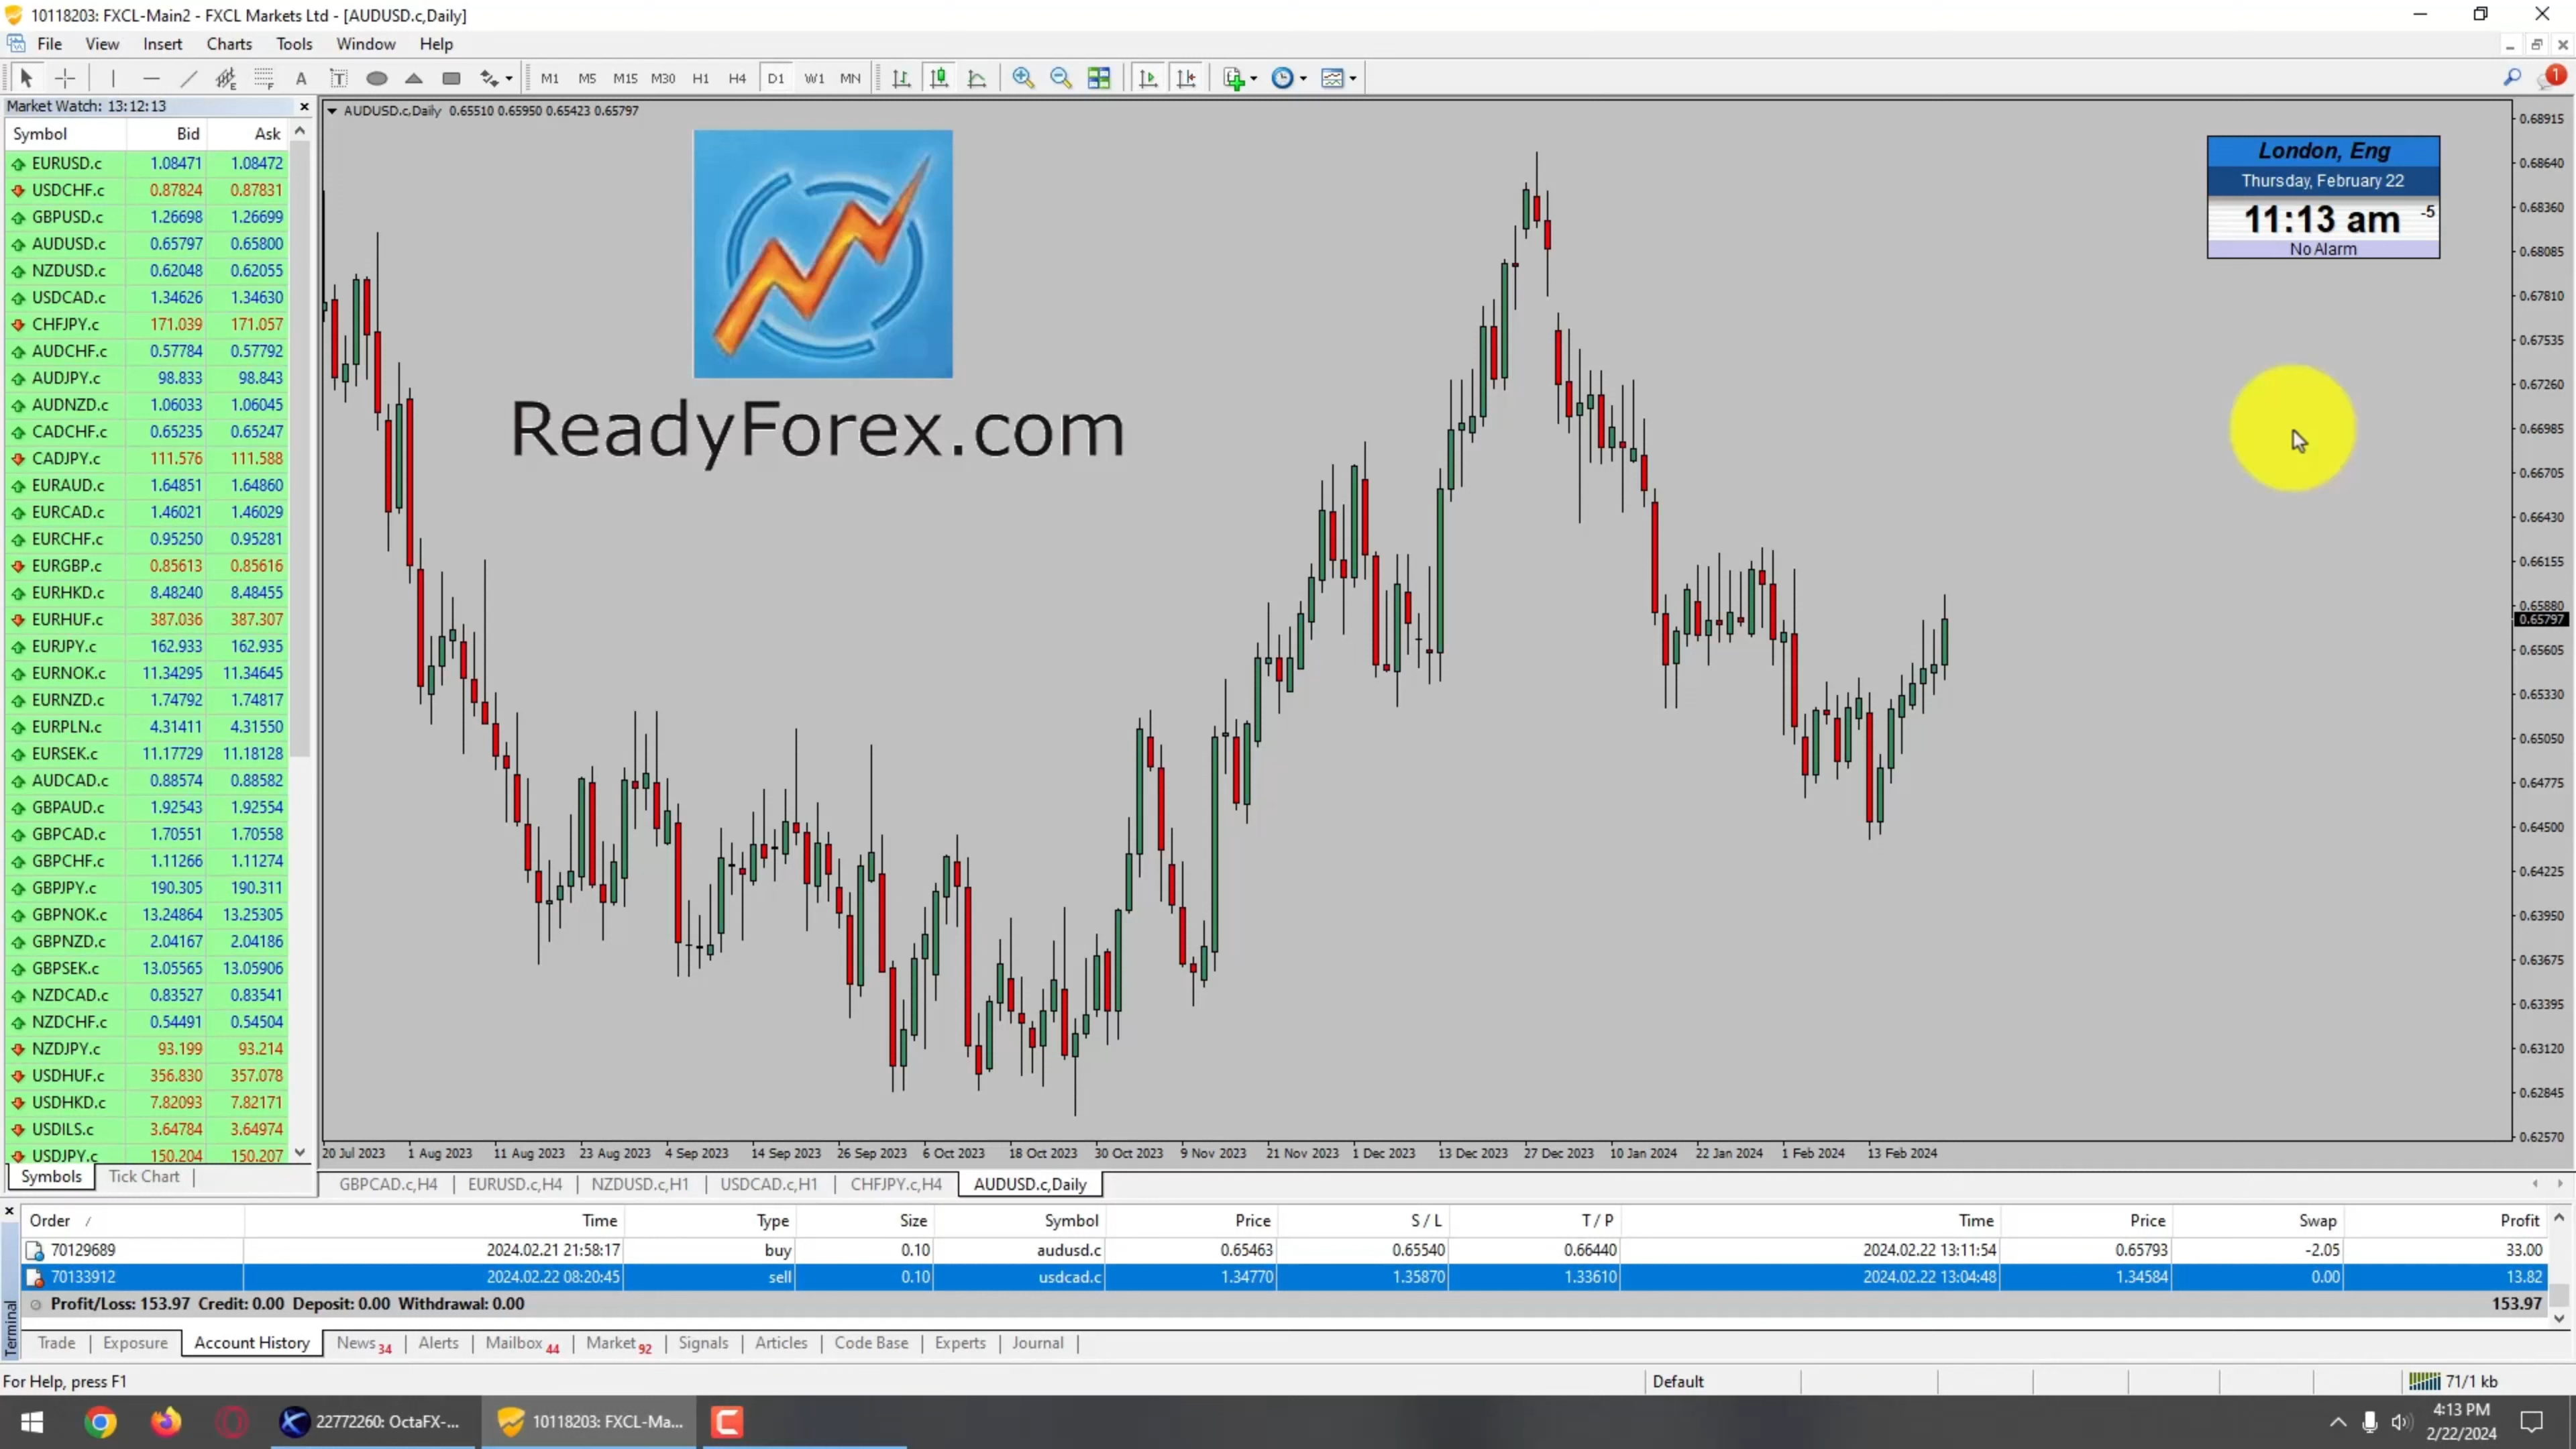 10118203: FXCL-Main2 - FXCL Markets Ltd - [AUDUSD.c,Daily]
File View Insert Charts Tools Window Help
M1 M5 M15 M30 H1 H4 D1 W1 MN
1
Market Watch: 13:12:13
Symbol Bid Ask
EURUSD.c 1.08471 1.08472
USDCHF.c 0.87824 0.87831
GBPUSD.c 1.26698 1.26699
AUDUSD.c 0.65797 0.65800
NZDUSD.c 0.62048 0.62055
USDCAD.c 1.34626 1.34630
CHFJPY.c 171.039 171.057
AUDCHF.c 0.57784 0.57792
AUDJPY.c 98.833 98.843
AUDNZD.c 1.06033 1.06045
CADCHF.c 0.65235 0.65247
CADJPY.c 111.576 111.588
EURAUD.c 1.64851 1.64860
EURCAD.c 1.46021 1.46029
EURCHF.c 0.95250 0.95281
EURGBP.c 0.85613 0.85616
EURHKD.c 8.48240 8.48455
EURHUF.c 387.036 387.307
EURJPY.c 162.933 162.935
EURNOK.c 11.34295 11.34645
EURNZD.c 1.74792 1.74817
EURPLN.c 4.31411 4.31550
EURSEK.c 11.17729 11.18128
AUDCAD.c 0.88574 0.88582
GBPAUD.c 1.92543 1.92554
GBPCAD.c 1.70551 1.70558
GBPCHF.c 1.11266 1.11274
GBPJPY.c 190.305 190.311
GBPNOK.c 13.24864 13.25305
GBPNZD.c 2.04167 2.04186
GBPSEK.c 13.05565 13.05906
NZDCAD.c 0.83527 0.83541
NZDCHF.c 0.54491 0.54504
NZDJPY.c 93.199 93.214
USDHUF.c 356.830 357.078
USDHKD.c 7.82093 7.82171
USDILS.c 3.64784 3.64974
USDJPY.c 150.204 150.207
Symbols Tick Chart
AUDUSD.c,Daily 0.65510 0.65950 0.65423 0.65797
ReadyForex.com
London, Eng
Thursday, February 22
11:13 am -5
No Alarm
0.68915
0.68640
0.68360
0.68085
0.67810
0.67535
0.67260
0.66985
0.66705
0.66430
0.66155
0.65880
0.65797
0.65605
0.65330
0.65050
0.64775
0.64500
0.64225
0.63950
0.63675
0.63395
0.63120
0.62845
0.62570
20 Jul 2023 1 Aug 2023 11 Aug 2023 23 Aug 2023 4 Sep 2023 14 Sep 2023 26 Sep 2023 6 Oct 2023 18 Oct 2023 30 Oct 2023 9 Nov 2023 21 Nov 2023 1 Dec 2023 13 Dec 2023 27 Dec 2023 10 Jan 2024 22 Jan 2024 1 Feb 2024 13 Feb 2024
GBPCAD.c,H4 EURUSD.c,H4 NZDUSD.c,H1 USDCAD.c,H1 CHFJPY.c,H4 AUDUSD.c,Daily
Order / Time Type Size Symbol Price S / L T / P Time Price Swap Profit
70129689 2024.02.21 21:58:17 buy 0.10 audusd.c 0.65463 0.65540 0.66440 2024.02.22 13:11:54 0.65793 -2.05 33.00
70133912 2024.02.22 08:20:45 sell 0.10 usdcad.c 1.34770 1.35870 1.33610 2024.02.22 13:04:48 1.34584 0.00 13.82
Profit/Loss: 153.97 Credit: 0.00 Deposit: 0.00 Withdrawal: 0.00 153.97
Terminal
Trade Exposure Account History News 34 Alerts Mailbox 44 Market 92 Signals Articles Code Base Experts Journal
For Help, press F1 Default 71/1 kb
22772260: OctaFX-... 10118203: FXCL-Ma... 4:13 PM
2/22/2024